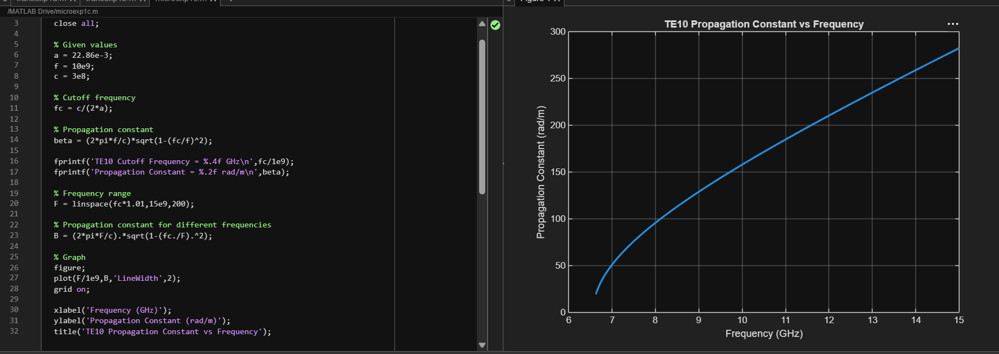 /MATLAB Drive/microexp1c.m
3 close all;
4
5 % Given values
6 a = 22.86e-3;
7 f = 10e9;
8 c = 3e8;
9
10 % Cutoff frequency
11 fc = c/(2*a);
12
13 % Propagation constant
14 beta = (2*pi*f/c)*sqrt(1-(fc/f)^2);
15
16 fprintf('TE10 Cutoff Frequency = %.4f GHz\n',fc/1e9);
17 fprintf('Propagation Constant = %.2f rad/m\n',beta);
18
19 % Frequency range
20 F = linspace(fc*1.01,15e9,200);
21
22 % Propagation constant for different frequencies
23 B = (2*pi*F/c).*sqrt(1-(fc./F).^2);
24
25 % Graph
26 figure;
27 plot(F/1e9,B,'LineWidth',2);
28 grid on;
29
30 xlabel('Frequency (GHz)');
31 ylabel('Propagation Constant (rad/m)');
32 title('TE10 Propagation Constant vs Frequency');
TE10 Propagation Constant vs Frequency
Propagation Constant (rad/m)
300
250
200
150
100
50
0
6 7 8 9 10 11 12 13 14 15
Frequency (GHz)